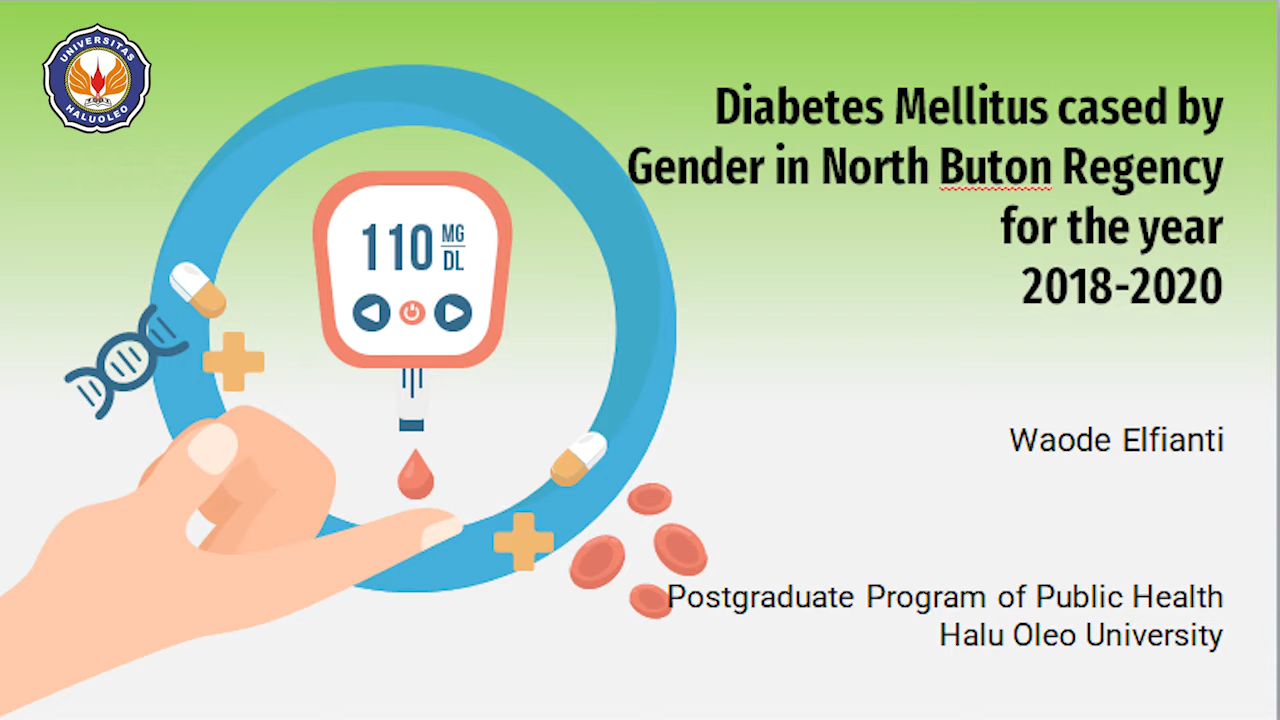 UNIVERSITAS
HALUOLEO
Diabetes Mellitus cased by
Gender in North Buton Regency
for the year
2018-2020
110 MG
DL
Waode Elfianti
Postgraduate Program of Public Health
Halu Oleo University